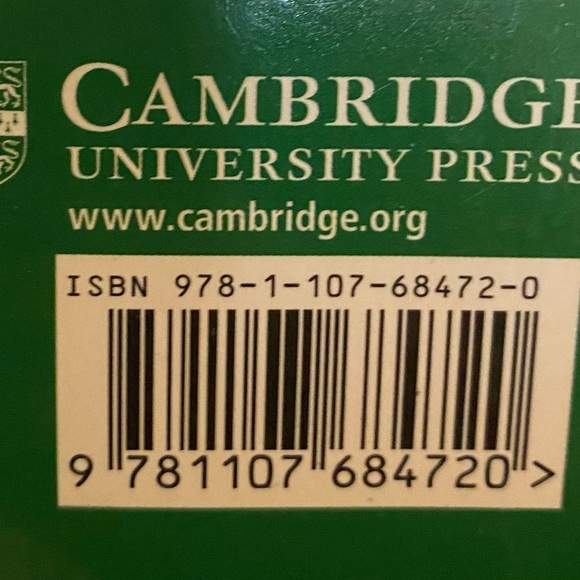 CAMBRIDGE
UNIVERSITY PRESS
www.cambridge.org
ISBN 978-1-107-68472-0
9 781107 684720 >